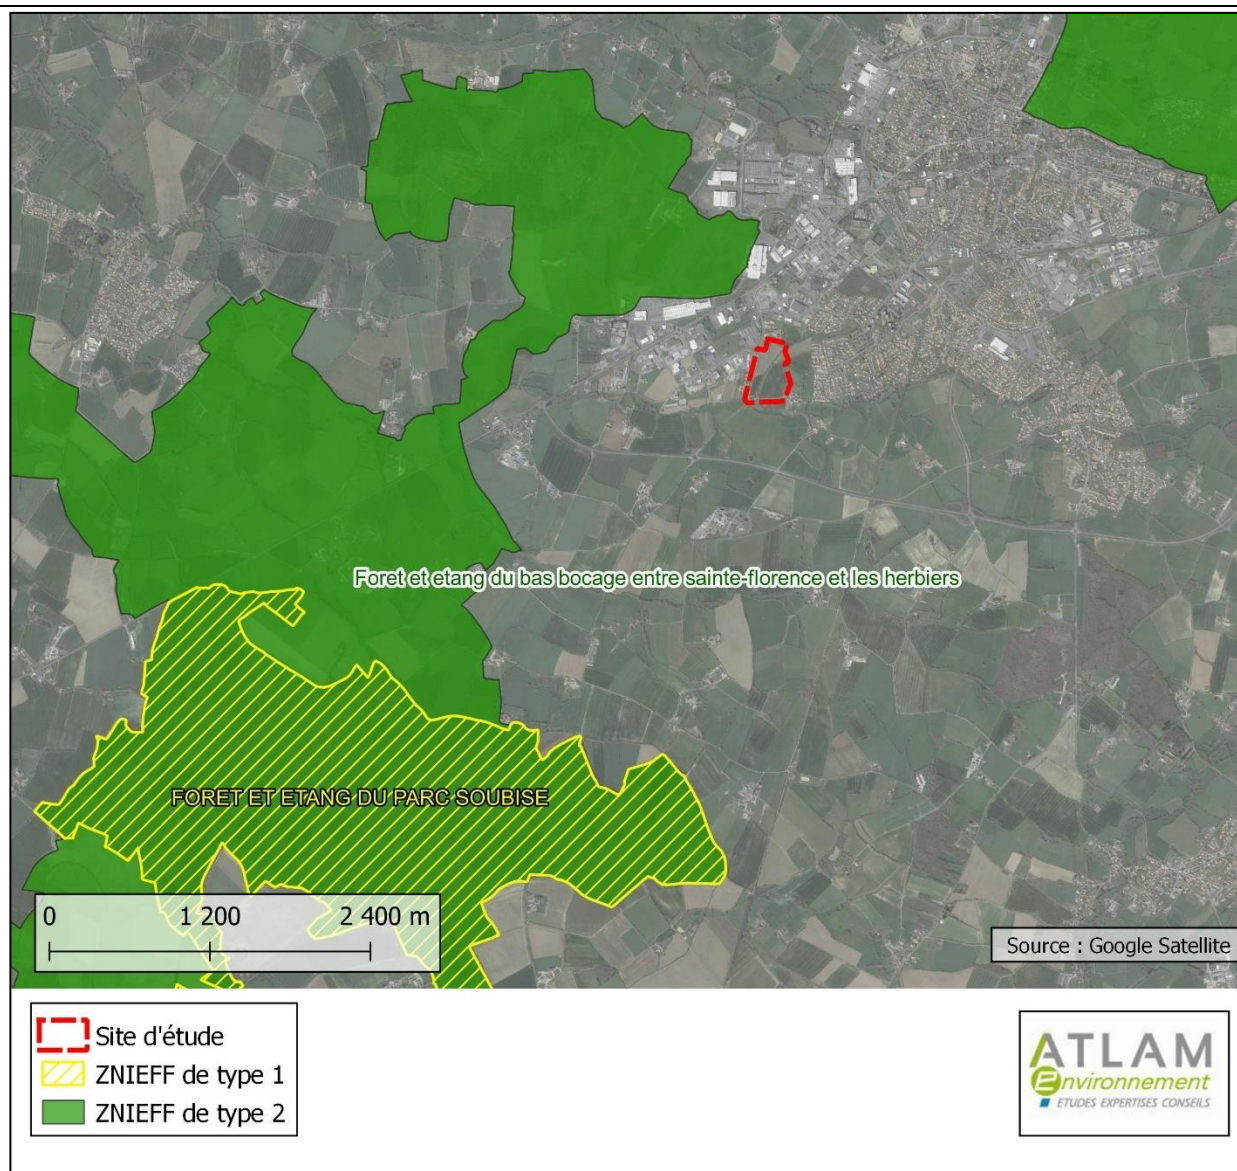 Foret et etang du bas bocage entre sainte-florence et les herbiers
FORET ET ETANG DU PARC SOUBISE
0 1 200 2 400 m
Source : Google Satellite
Site d'étude
ZNIEFF de type 1
ZNIEFF de type 2
ATLAM
environnement
ETUDES EXPERTISES CONSEILS